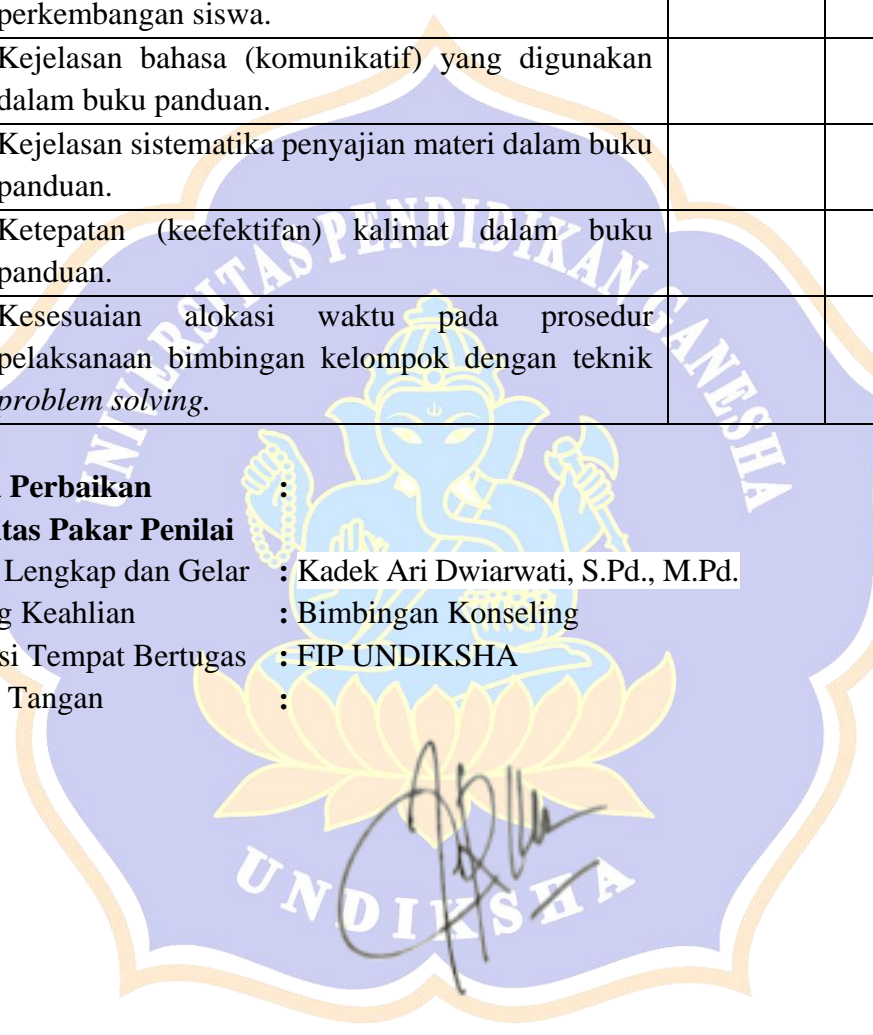 perkembangan siswa.
Kejelasan bahasa (komunikatif) yang digunakan
dalam buku panduan.
Kejelasan sistematika penyajian materi dalam buku
panduan.
Ketepatan (keefektifan) kalimat dalam buku
panduan.
Kesesuaian alokasi waktu pada prosedur
pelaksanaan bimbingan kelompok dengan teknik
problem solving.
Perbaikan :
tas Pakar Penilai
Lengkap dan Gelar : Kadek Ari Dwiarwati, S.Pd., M.Pd.
g Keahlian : Bimbingan Konseling
si Tempat Bertugas : FIP UNDIKSHA
Tangan :
UNIVERSITAS PENDIDIKAN GANESHA
UNDIKSHA